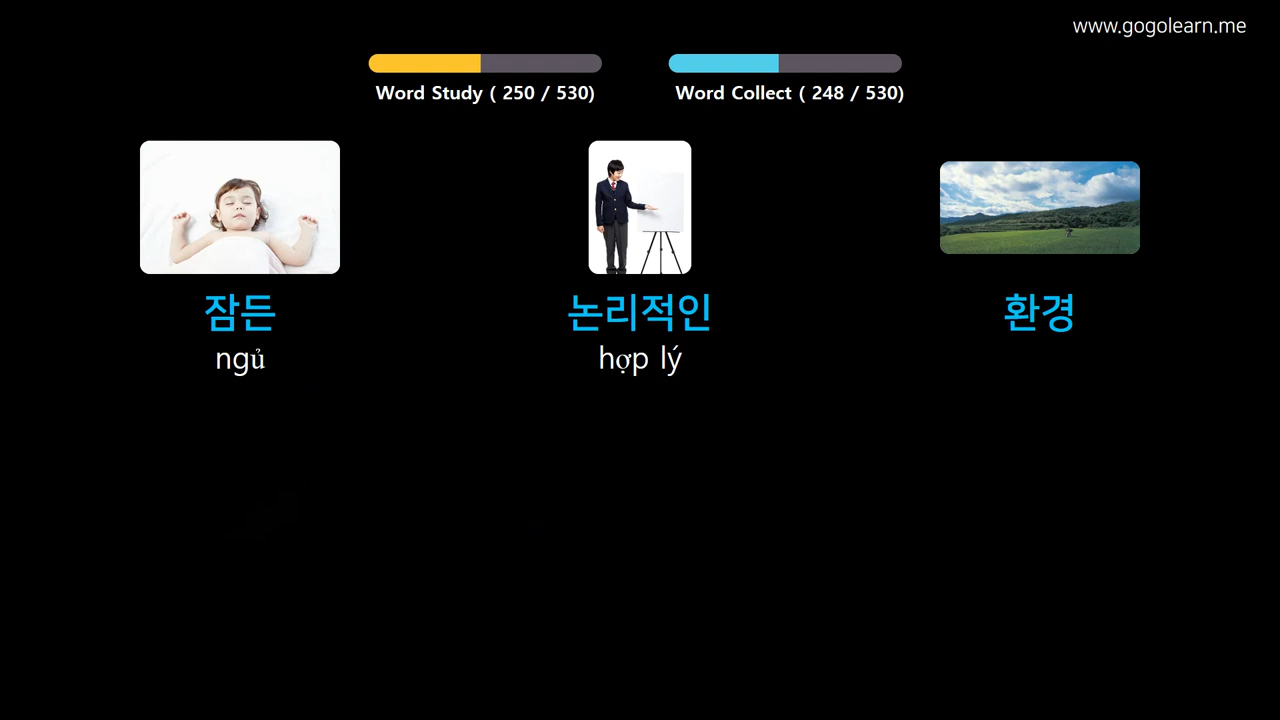 www.gogolearn.me
Word Study ( 250 / 530)
Word Collect ( 248 / 530)
잠든
논리적인
환경
ngủ
hợp lý